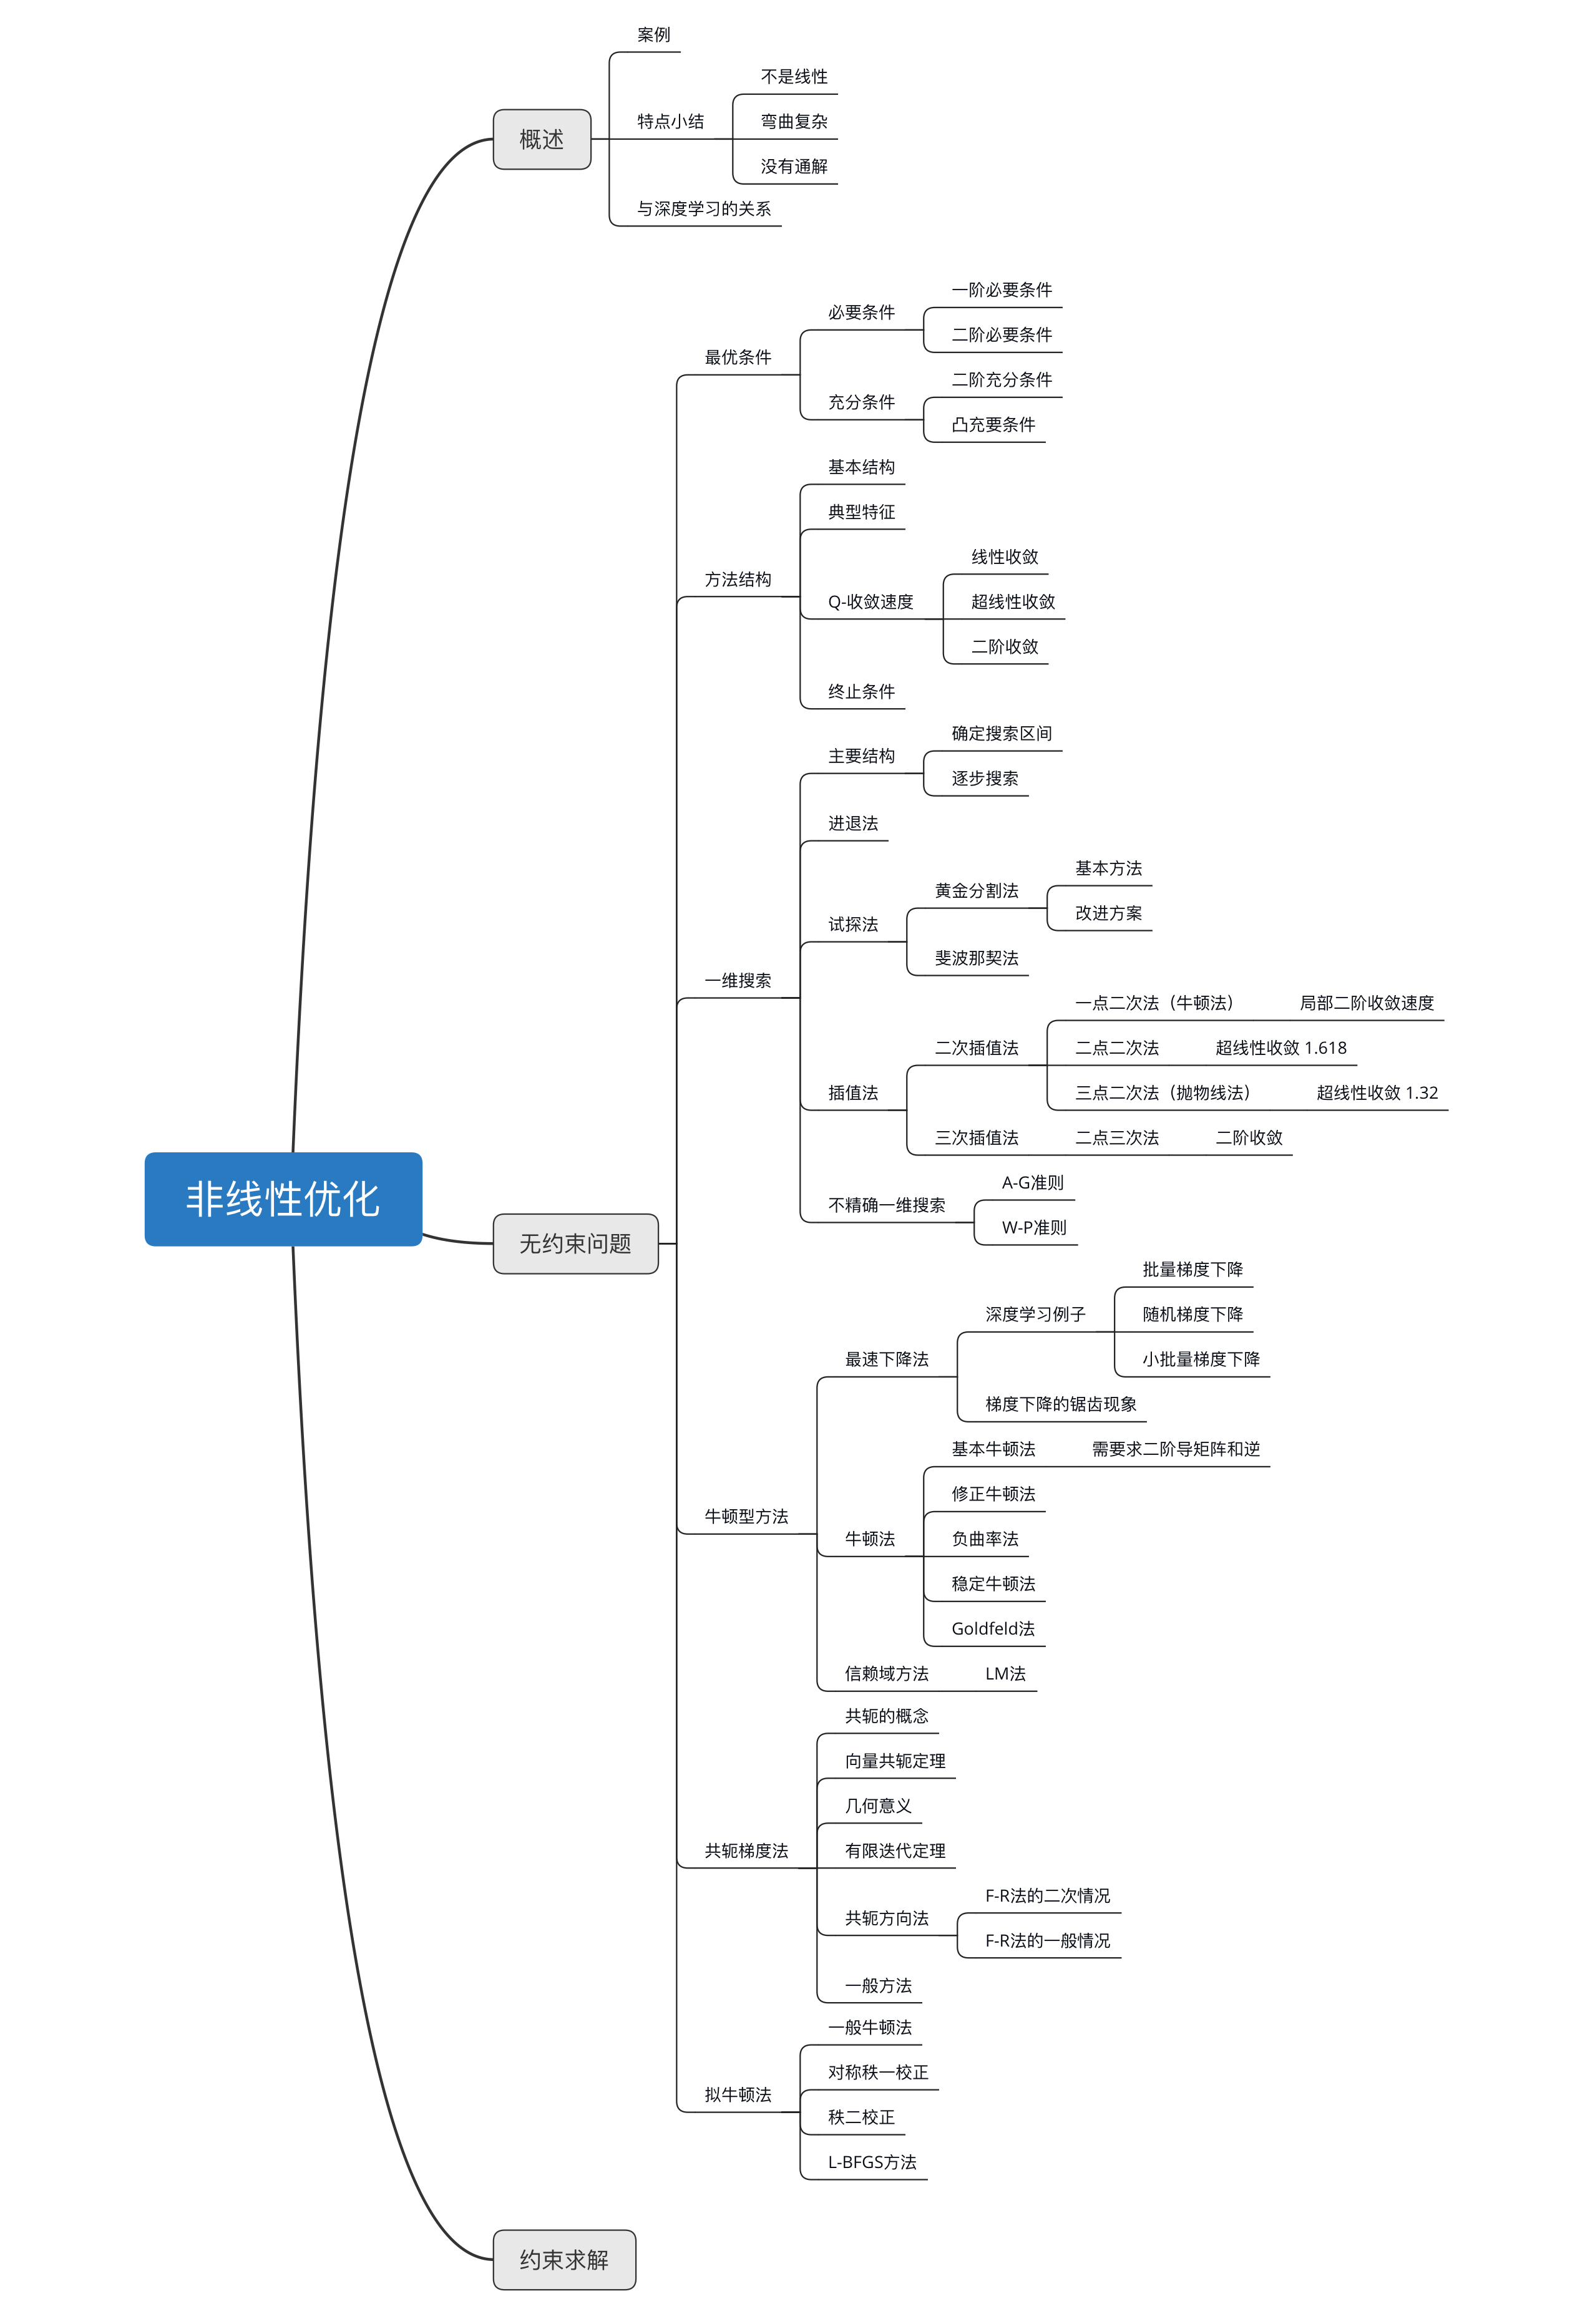 非线性优化
概述
案例
特点小结
不是线性
弯曲复杂
没有通解
与深度学习的关系
无约束问题
最优条件
必要条件
一阶必要条件
二阶必要条件
充分条件
二阶充分条件
凸充要条件
方法结构
基本结构
典型特征
Q-收敛速度
线性收敛
超线性收敛
二阶收敛
终止条件
一维搜索
主要结构
确定搜索区间
逐步搜索
进退法
试探法
黄金分割法
基本方法
改进方案
斐波那契法
插值法
二次插值法
一点二次法（牛顿法）
局部二阶收敛速度
二点二次法
超线性收敛 1.618
三点二次法（抛物线法）
超线性收敛 1.32
三次插值法
二点三次法
二阶收敛
不精确一维搜索
A-G准则
W-P准则
牛顿型方法
最速下降法
深度学习例子
批量梯度下降
随机梯度下降
小批量梯度下降
梯度下降的锯齿现象
牛顿法
基本牛顿法
需要求二阶导矩阵和逆
修正牛顿法
负曲率法
稳定牛顿法
Goldfeld法
信赖域方法
LM法
共轭梯度法
共轭的概念
向量共轭定理
几何意义
有限迭代定理
共轭方向法
F-R法的二次情况
F-R法的一般情况
一般方法
拟牛顿法
一般牛顿法
对称秩一校正
秩二校正
L-BFGS方法
约束求解